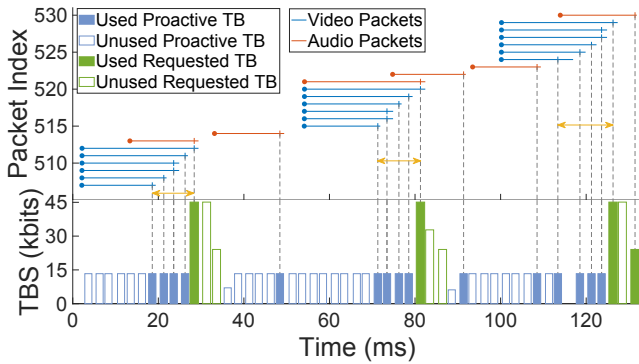 Used Proactive TB
Unused Proactive TB
Used Requested TB
Unused Requested TB
Video Packets
Audio Packets
Packet Index
530
525
520
515
510
TBS (kbits)
45
30
15
0
0 20 40 60 80 100 120
Time (ms)